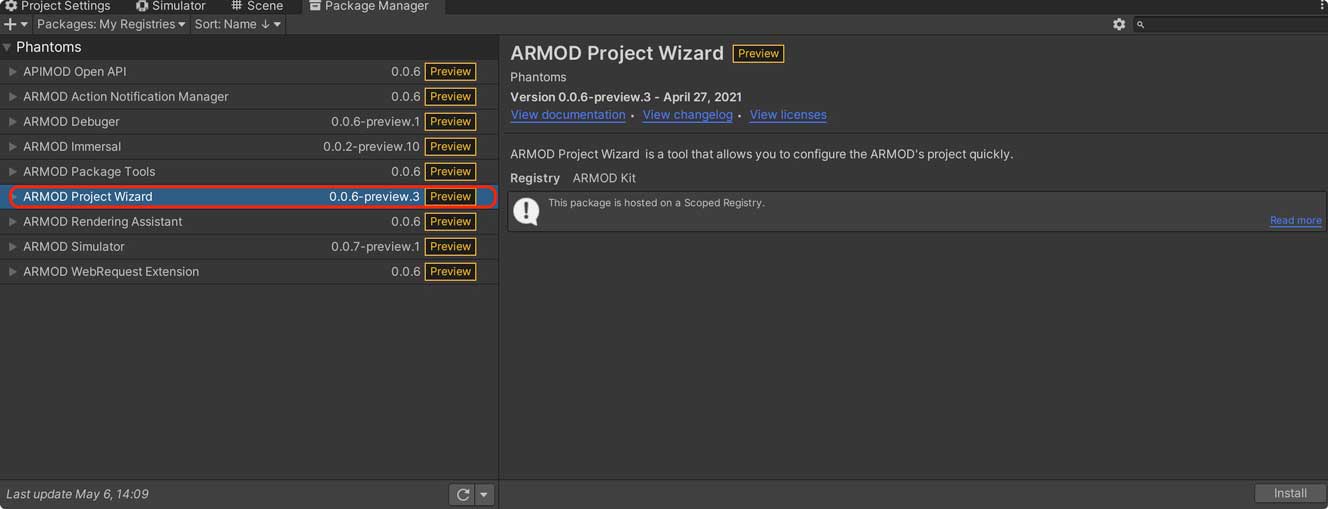 Project Settings Simulator Scene Package Manager
Packages: My Registries Sort: Name ↓
Phantoms
APIMOD Open API 0.0.6 Preview
ARMOD Action Notification Manager 0.0.6 Preview
ARMOD Debuger 0.0.6-preview.1 Preview
ARMOD Immersal 0.0.2-preview.10 Preview
ARMOD Package Tools 0.0.6 Preview
ARMOD Project Wizard 0.0.6-preview.3 Preview
ARMOD Rendering Assistant 0.0.6 Preview
ARMOD Simulator 0.0.7-preview.1 Preview
ARMOD WebRequest Extension 0.0.6 Preview
Last update May 6, 14:09
ARMOD Project Wizard Preview
Phantoms
Version 0.0.6-preview.3 - April 27, 2021
View documentation • View changelog • View licenses
ARMOD Project Wizard is a tool that allows you to configure the ARMOD's project quickly.
Registry ARMOD Kit
This package is hosted on a Scoped Registry.
Read more
Install